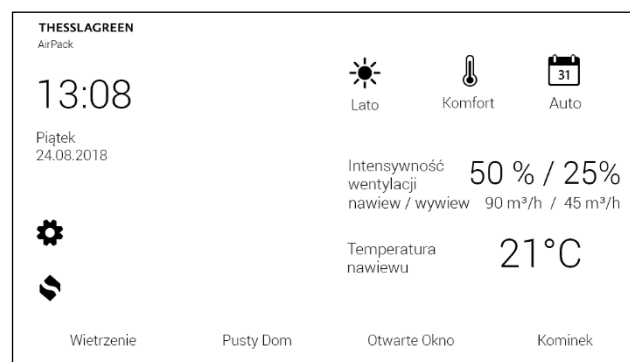 THESSLAGREEN
AirPack
13:08
Piątek
24.08.2018
31
Lato
Komfort
Auto
Intensywność
wentylacji
nawiew / wywiew
50 % / 25%
90 m³/h / 45 m³/h
Temperatura
nawiewu
21°C
Wietrzenie
Pusty Dom
Otwarte Okno
Kominek